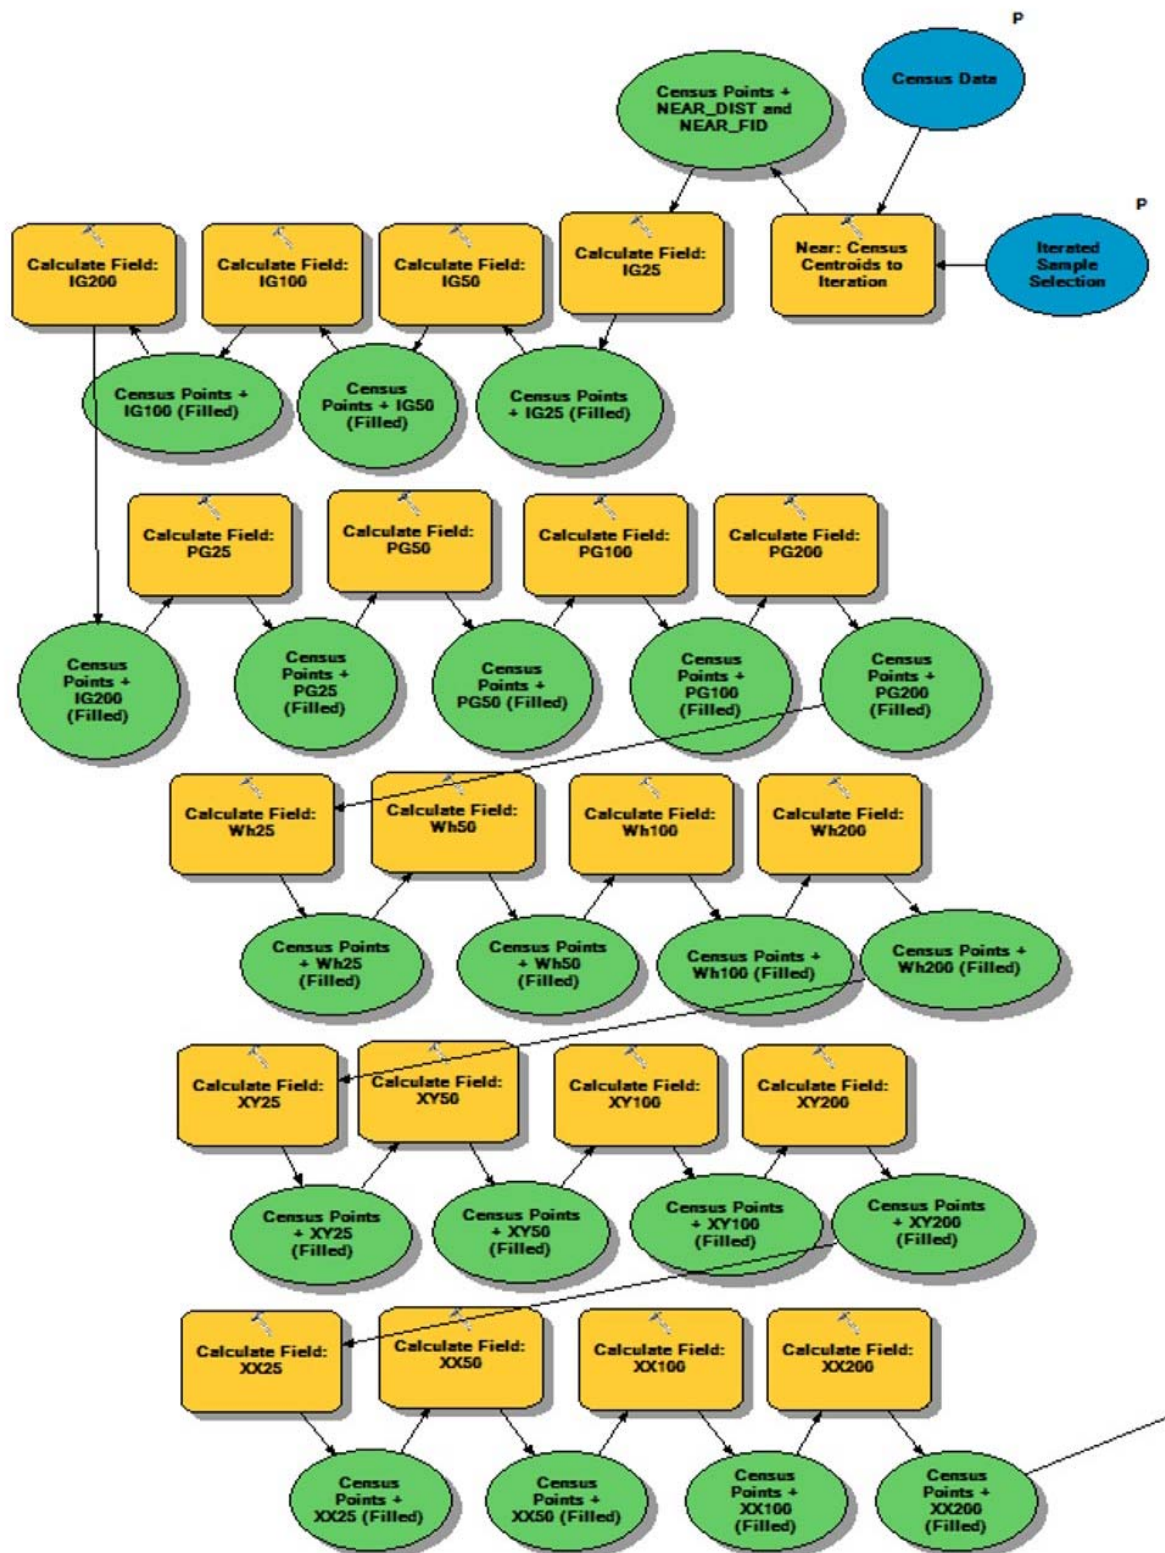 P
Census Data
Census Points +
NEAR_DIST and
NEAR_FID
P
Near: Census
Centroids to
Iteration
Iterated
Sample
Selection
Calculate Field:
IG200
Calculate Field:
IG100
Calculate Field:
IG50
Calculate Field:
IG25
Census Points +
IG100 (Filled)
Census
Points + IG50
(Filled)
Census Points
+ IG25 (Filled)
Calculate Field:
PG25
Calculate Field:
PG50
Calculate Field:
PG100
Calculate Field:
PG200
Census
Points +
IG200
(Filled)
Census
Points +
PG25
(Filled)
Census
Points +
PG50 (Filled)
Census
Points +
PG100
(Filled)
Census
Points +
PG200
(Filled)
Calculate Field:
Wh25
Calculate Field:
Wh50
Calculate Field:
Wh100
Calculate Field:
Wh200
Census Points
+ Wh25
(Filled)
Census Points
+ Wh50
(Filled)
Census Points +
Wh100 (Filled)
Census Points +
Wh200 (Filled)
Calculate Field:
XY25
Calculate Field:
XY50
Calculate Field:
XY100
Calculate Field:
XY200
Census Points
+ XY25
(Filled)
Census Points
+ XY50
(Filled)
Census Points
+ XY100
(Filled)
Census Points
+ XY200
(Filled)
Calculate Field:
XX25
Calculate Field:
XX50
Calculate Field:
XX100
Calculate Field:
XX200
Census
Points +
XX25 (Filled)
Census
Points +
XX50 (Filled)
Census
Points +
XX100
(Filled)
Census
Points +
XX200
(Filled)